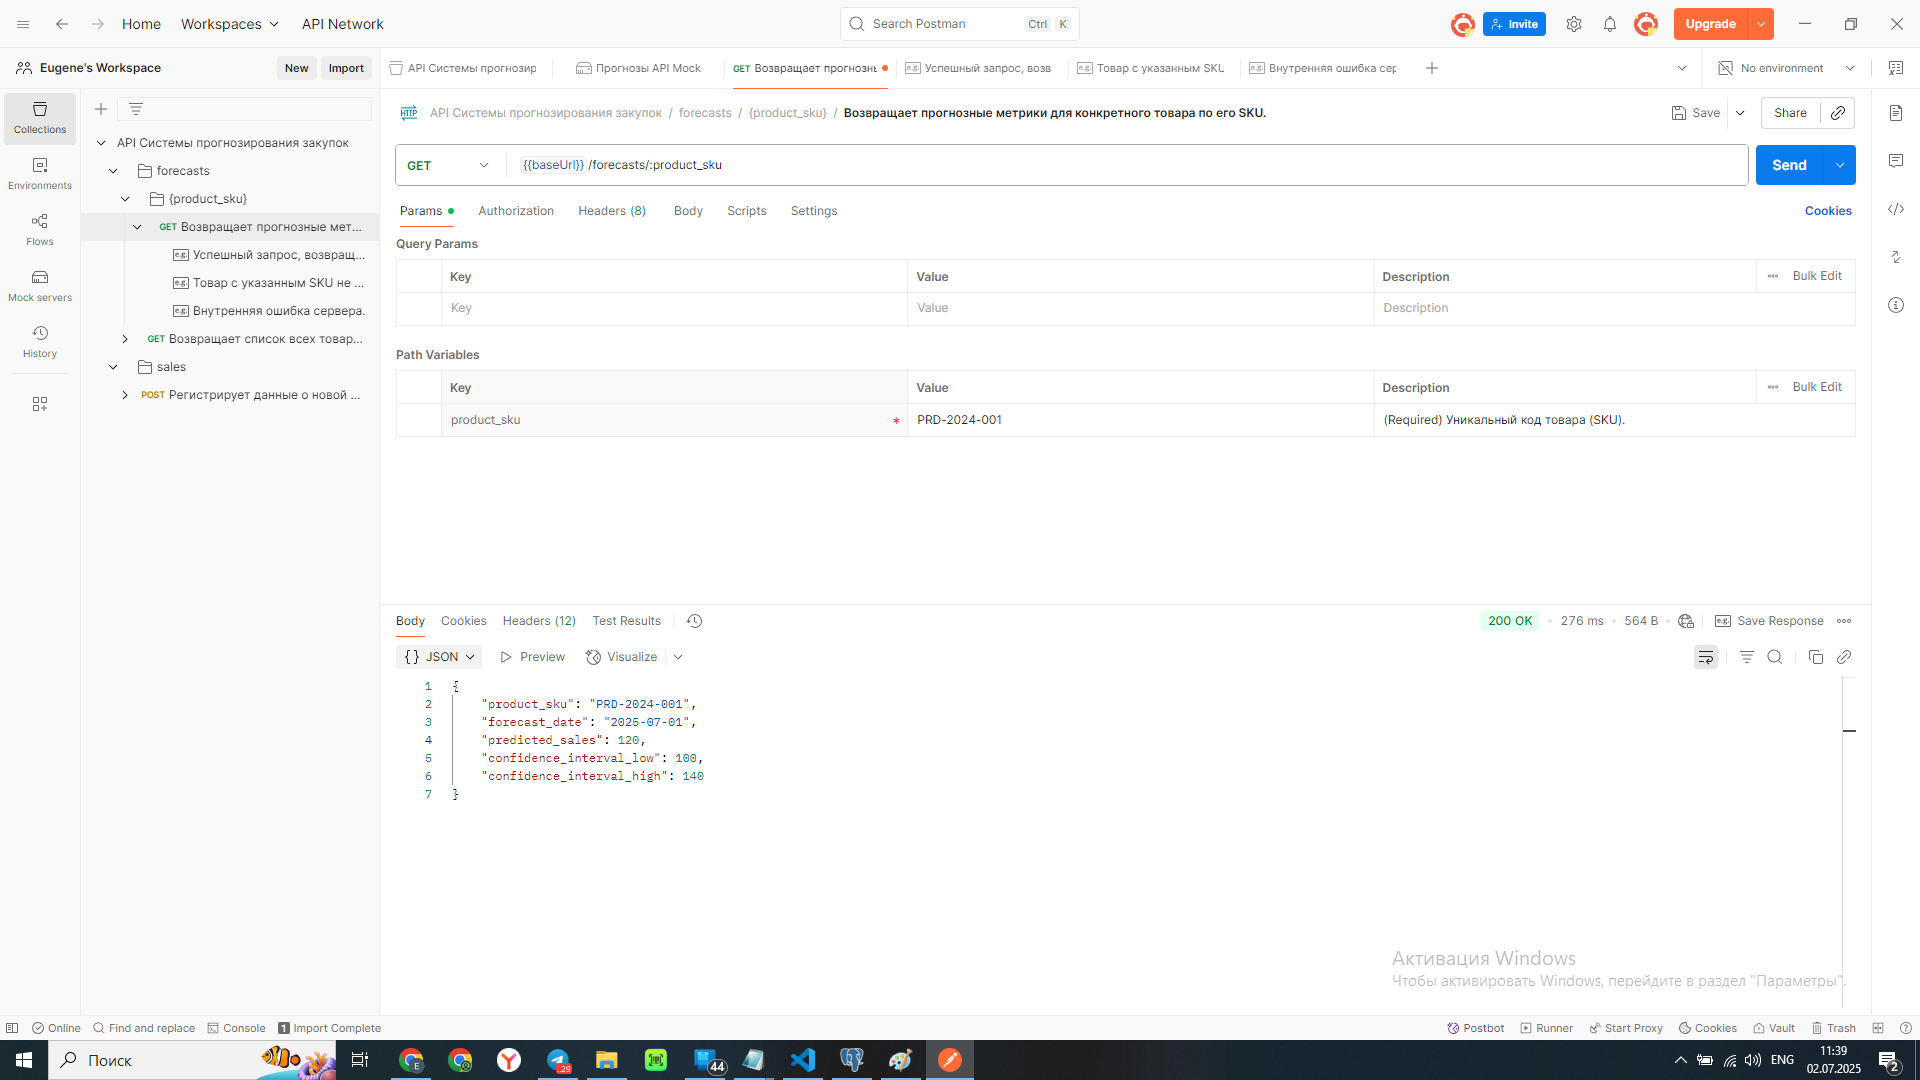 Home
Workspaces
API Network
Search Postman
Ctrl K
Invite
Upgrade
Eugene's Workspace
New
Import
API Системы прогнозир
Прогнозы API Mock
GET Возвращает прогнознь
e.g. Успешный запрос, возв
e.g. Товар с указанным SKU
e.g. Внутренняя ошибка сер
No environment
Collections
Environments
Flows
Mock servers
History
API Системы прогнозирования закупок
forecasts
{product_sku}
GET Возвращает прогнозные мет...
e.g. Успешный запрос, возвращ...
e.g. Товар с указанным SKU не ...
e.g. Внутренняя ошибка сервера.
GET Возвращает список всех товар...
sales
POST Регистрирует данные о новой ...
HTTP API Системы прогнозирования закупок / forecasts / {product_sku} / Возвращает прогнозные метрики для конкретного товара по его SKU.
Save
Share
GET
{{baseUrl}} /forecasts/:product_sku
Send
Params
Authorization
Headers (8)
Body
Scripts
Settings
Cookies
Query Params
Key Value Description Bulk Edit
Key Value Description
Path Variables
Key Value Description Bulk Edit
product_sku * PRD-2024-001 (Required) Уникальный код товара (SKU).
Body
Cookies
Headers (12)
Test Results
200 OK
276 ms
564 B
e.g. Save Response
{} JSON
Preview
Visualize
1 {
2 "product_sku": "PRD-2024-001",
3 "forecast_date": "2025-07-01",
4 "predicted_sales": 120,
5 "confidence_interval_low": 100,
6 "confidence_interval_high": 140
7 }
Активация Windows
Чтобы активировать Windows, перейдите в раздел "Параметры".
Online
Find and replace
Console
1 Import Complete
Postbot
Runner
Start Proxy
Cookies
Vault
Trash
Поиск
E
.29
44
ENG
11:39
02.07.2025
2